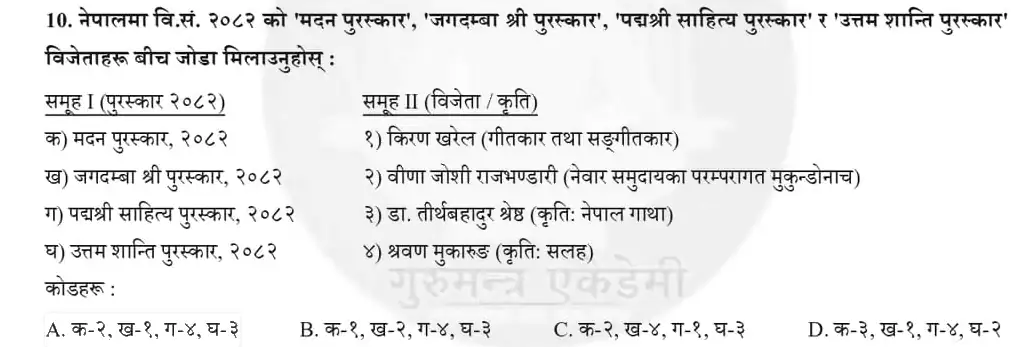 10. नेपालमा वि.सं. २०८२ को 'मदन पुरस्कार', 'जगदम्बा श्री पुरस्कार', 'पद्मश्री साहित्य पुरस्कार' र 'उत्तम शान्ति पुरस्कार'
विजेताहरू बीच जोडा मिलाउनुहोस् :
समूह I (पुरस्कार २०८२) समूह II (विजेता / कृति)
क) मदन पुरस्कार, २०८२ १) किरण खरेल (गीतकार तथा सङ्गीतकार)
ख) जगदम्बा श्री पुरस्कार, २०८२ २) वीणा जोशी राजभण्डारी (नेवार समुदायका परम्परागत मुकुन्डोनाच)
ग) पद्मश्री साहित्य पुरस्कार, २०८२ ३) डा. तीर्थबहादुर श्रेष्ठ (कृति: नेपाल गाथा)
घ) उत्तम शान्ति पुरस्कार, २०८२ ४) श्रवण मुकारुङ (कृति: सलह)
गुरुमन्त्र एकेडेमी
कोडहरू :
A. क-२, ख-१, ग-४, घ-३ B. क-१, ख-२, ग-४, घ-३ C. क-२, ख-४, ग-१, घ-३ D. क-३, ख-१, ग-४, घ-२